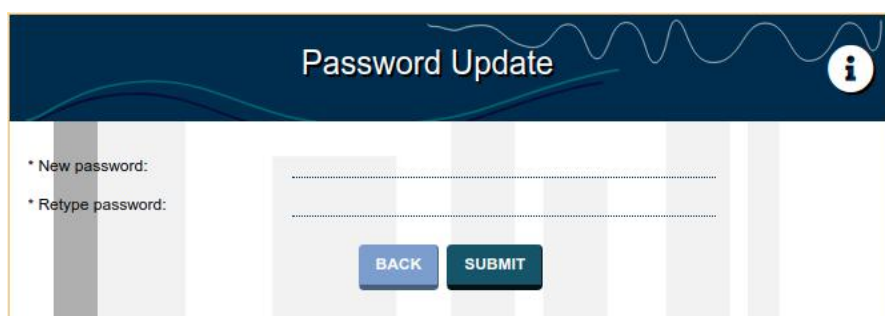 Password Update
i
* New password:
* Retype password:
BACK SUBMIT